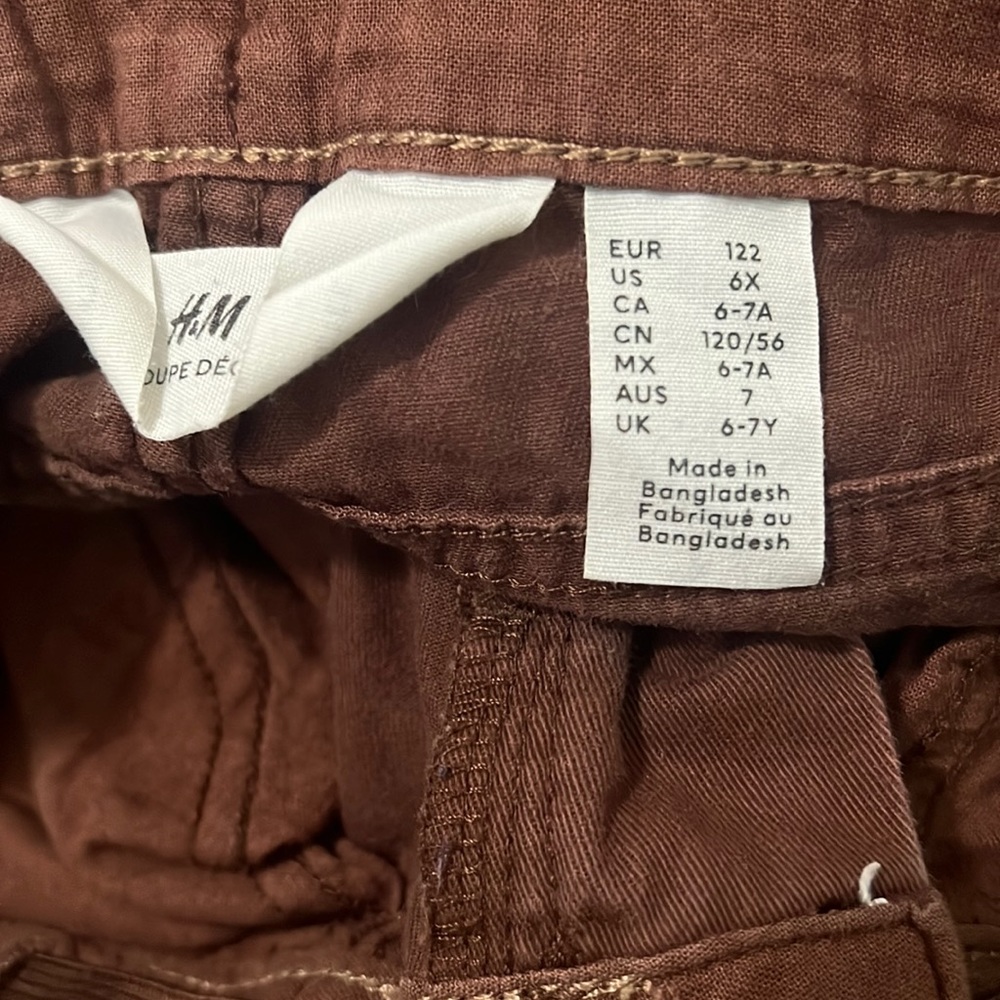 H&M
EUR 122
US 6X
CA 6-7A
CN 120/56
MX 6-7A
AUS 7
UK 6-7Y
Made in
Bangladesh
Fabriqué au
Bangladesh